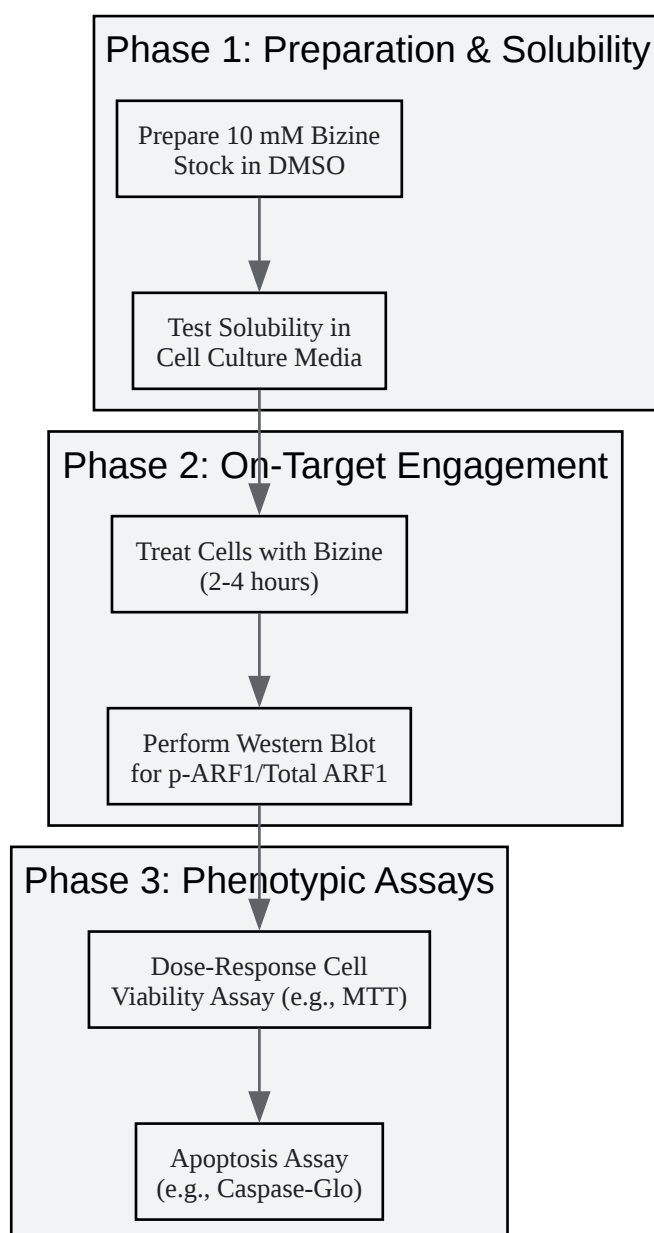 Phase 1: Preparation & Solubility
Prepare 10 mM Bizine
Stock in DMSO
Test Solubility in
Cell Culture Media
Phase 2: On-Target Engagement
Treat Cells with Bizine
(2-4 hours)
Perform Western Blot
for p-ARF1/Total ARF1
Phase 3: Phenotypic Assays
Dose-Response Cell
Viability Assay (e.g., MTT)
Apoptosis Assay
(e.g., Caspase-Glo)